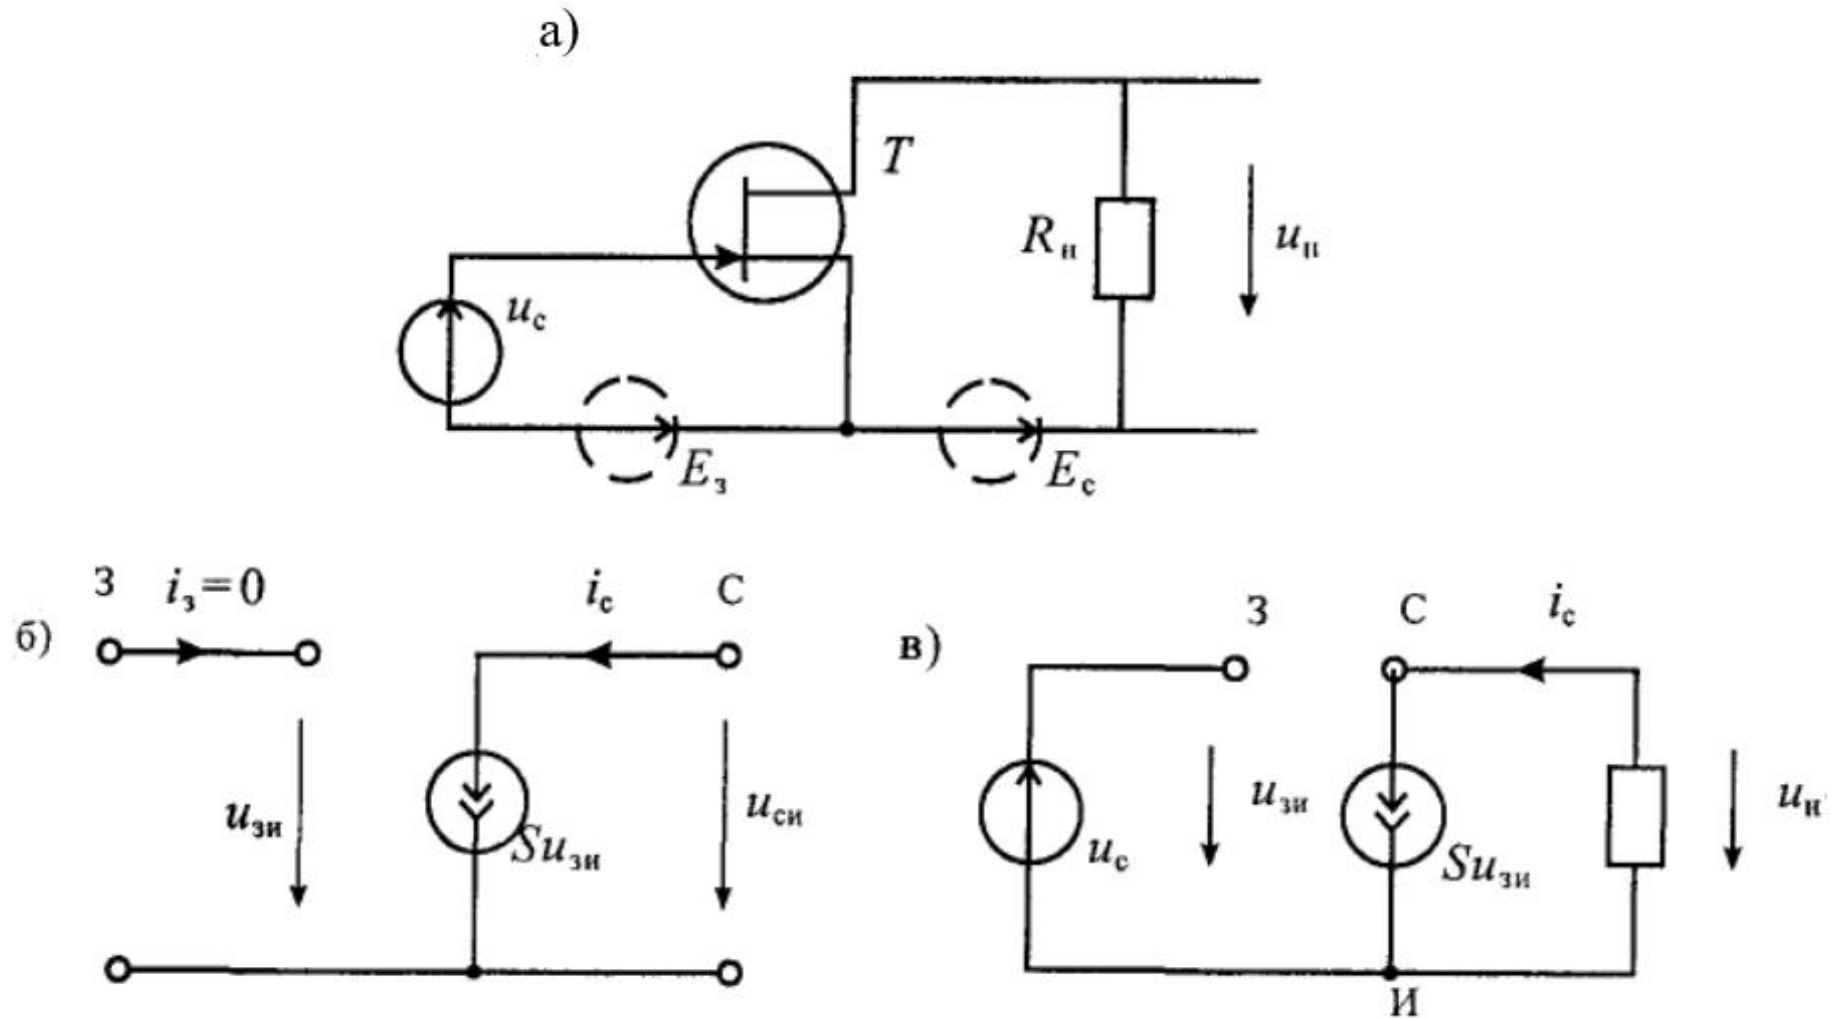 а)
T
Rн
uн
uс
Eз
Eс
З iз=0 iс С
б)
uзи
Suзи
uси
в)
З С iс
uс
uзи
Suзи
uн
И